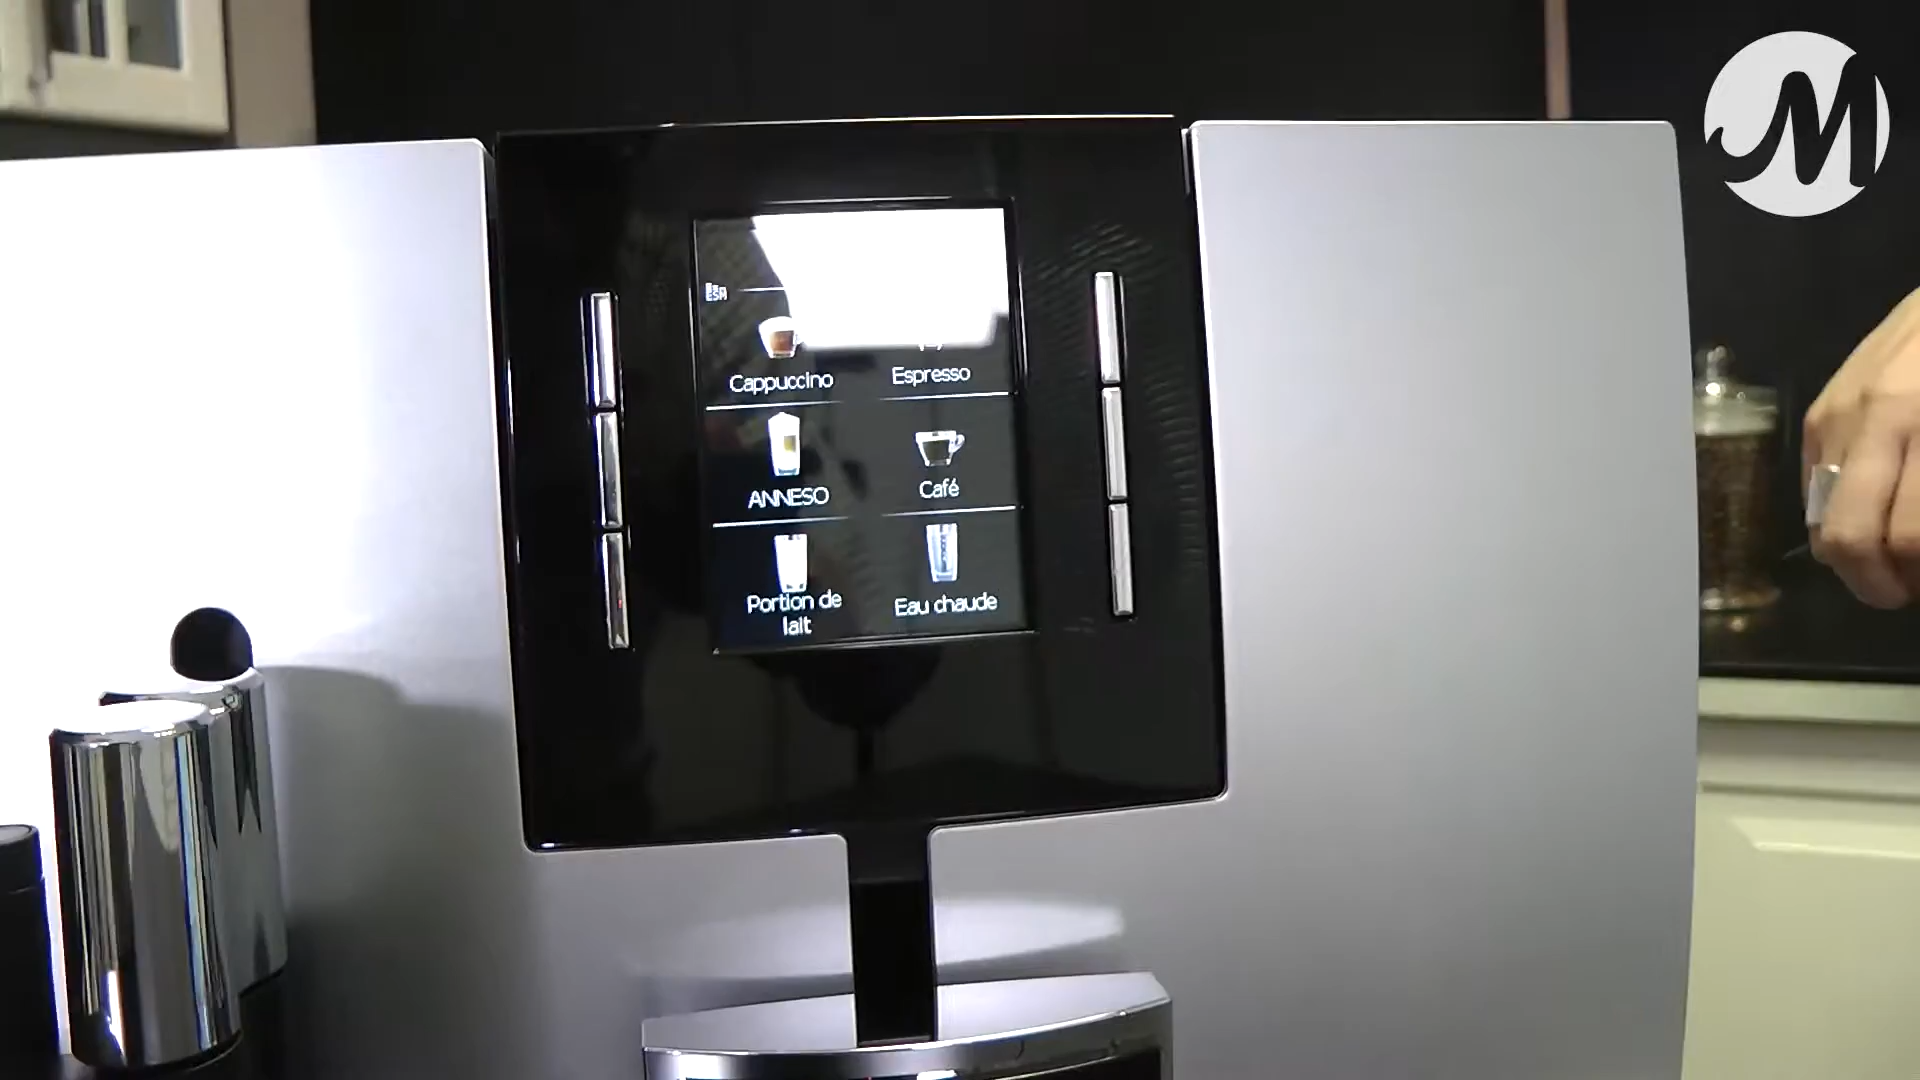 M
Cappuccino
Espresso
ANNESO
Café
Portion de
lait
Eau chaude